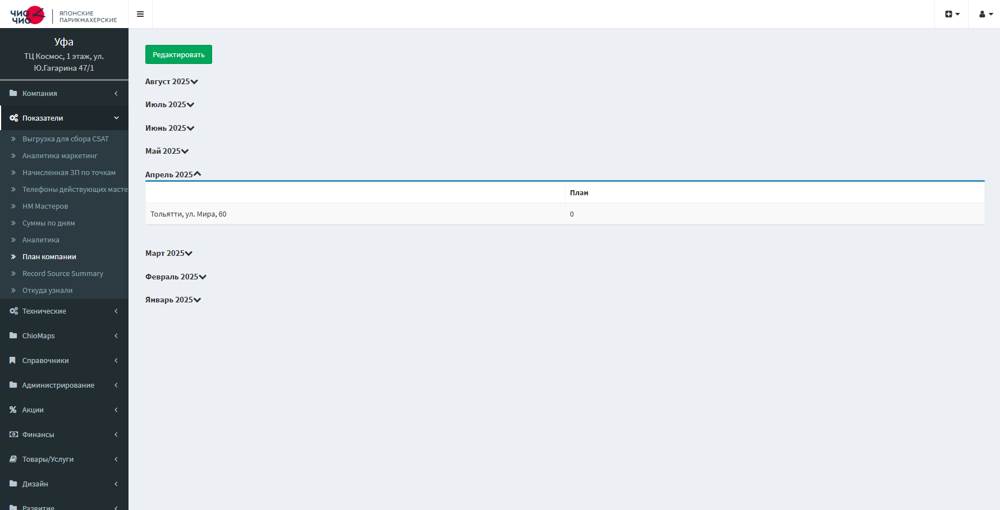 ЧИО
ЧИО
ЯПОНСКИЕ
ПАРИКМАХЕРСКИЕ
Уфа
ТЦ Космос, 1 этаж, ул.
Ю.Гагарина 47/1
Компания
Показатели
Выгрузка для сбора CSAT
Аналитика маркетинг
Начисленная ЗП по точкам
Телефоны действующих масте
НМ Мастеров
Суммы по дням
Аналитика
План компании
Record Source Summary
Откуда узнали
Технические
ChioMaps
Справочники
Администрирование
Акции
Финансы
Товары/Услуги
Дизайн
Развитие
Редактировать
Август 2025
Июль 2025
Июнь 2025
Май 2025
Апрель 2025
План
Тольятти, ул. Мира, 60 0
Март 2025
Февраль 2025
Январь 2025